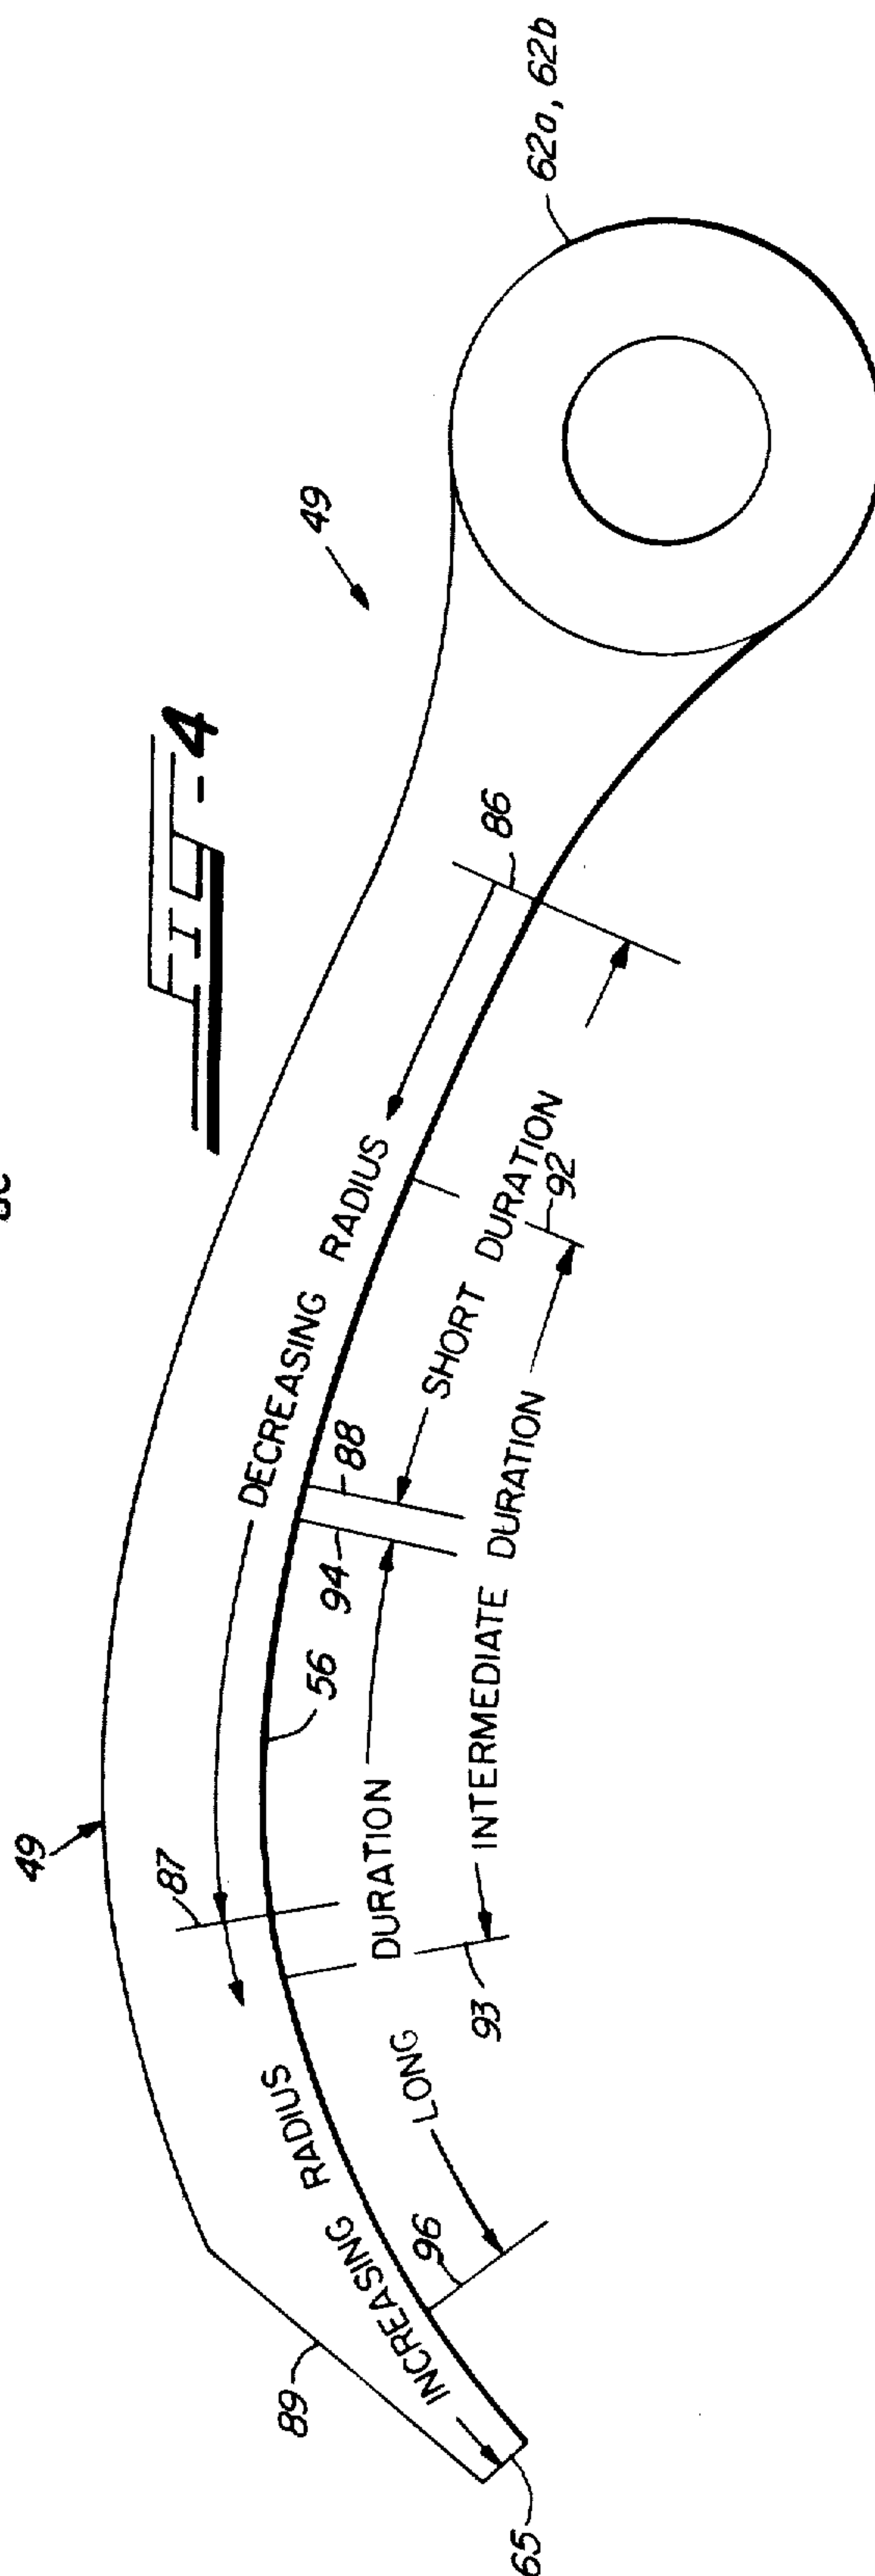 FIG-4
62a, 62b
49
86
DECREASING RADIUS
SHORT DURATION
92
88
94
INTERMEDIATE DURATION
56
49
87
LONG DURATION
93
INCREASING RADIUS
96
89
65